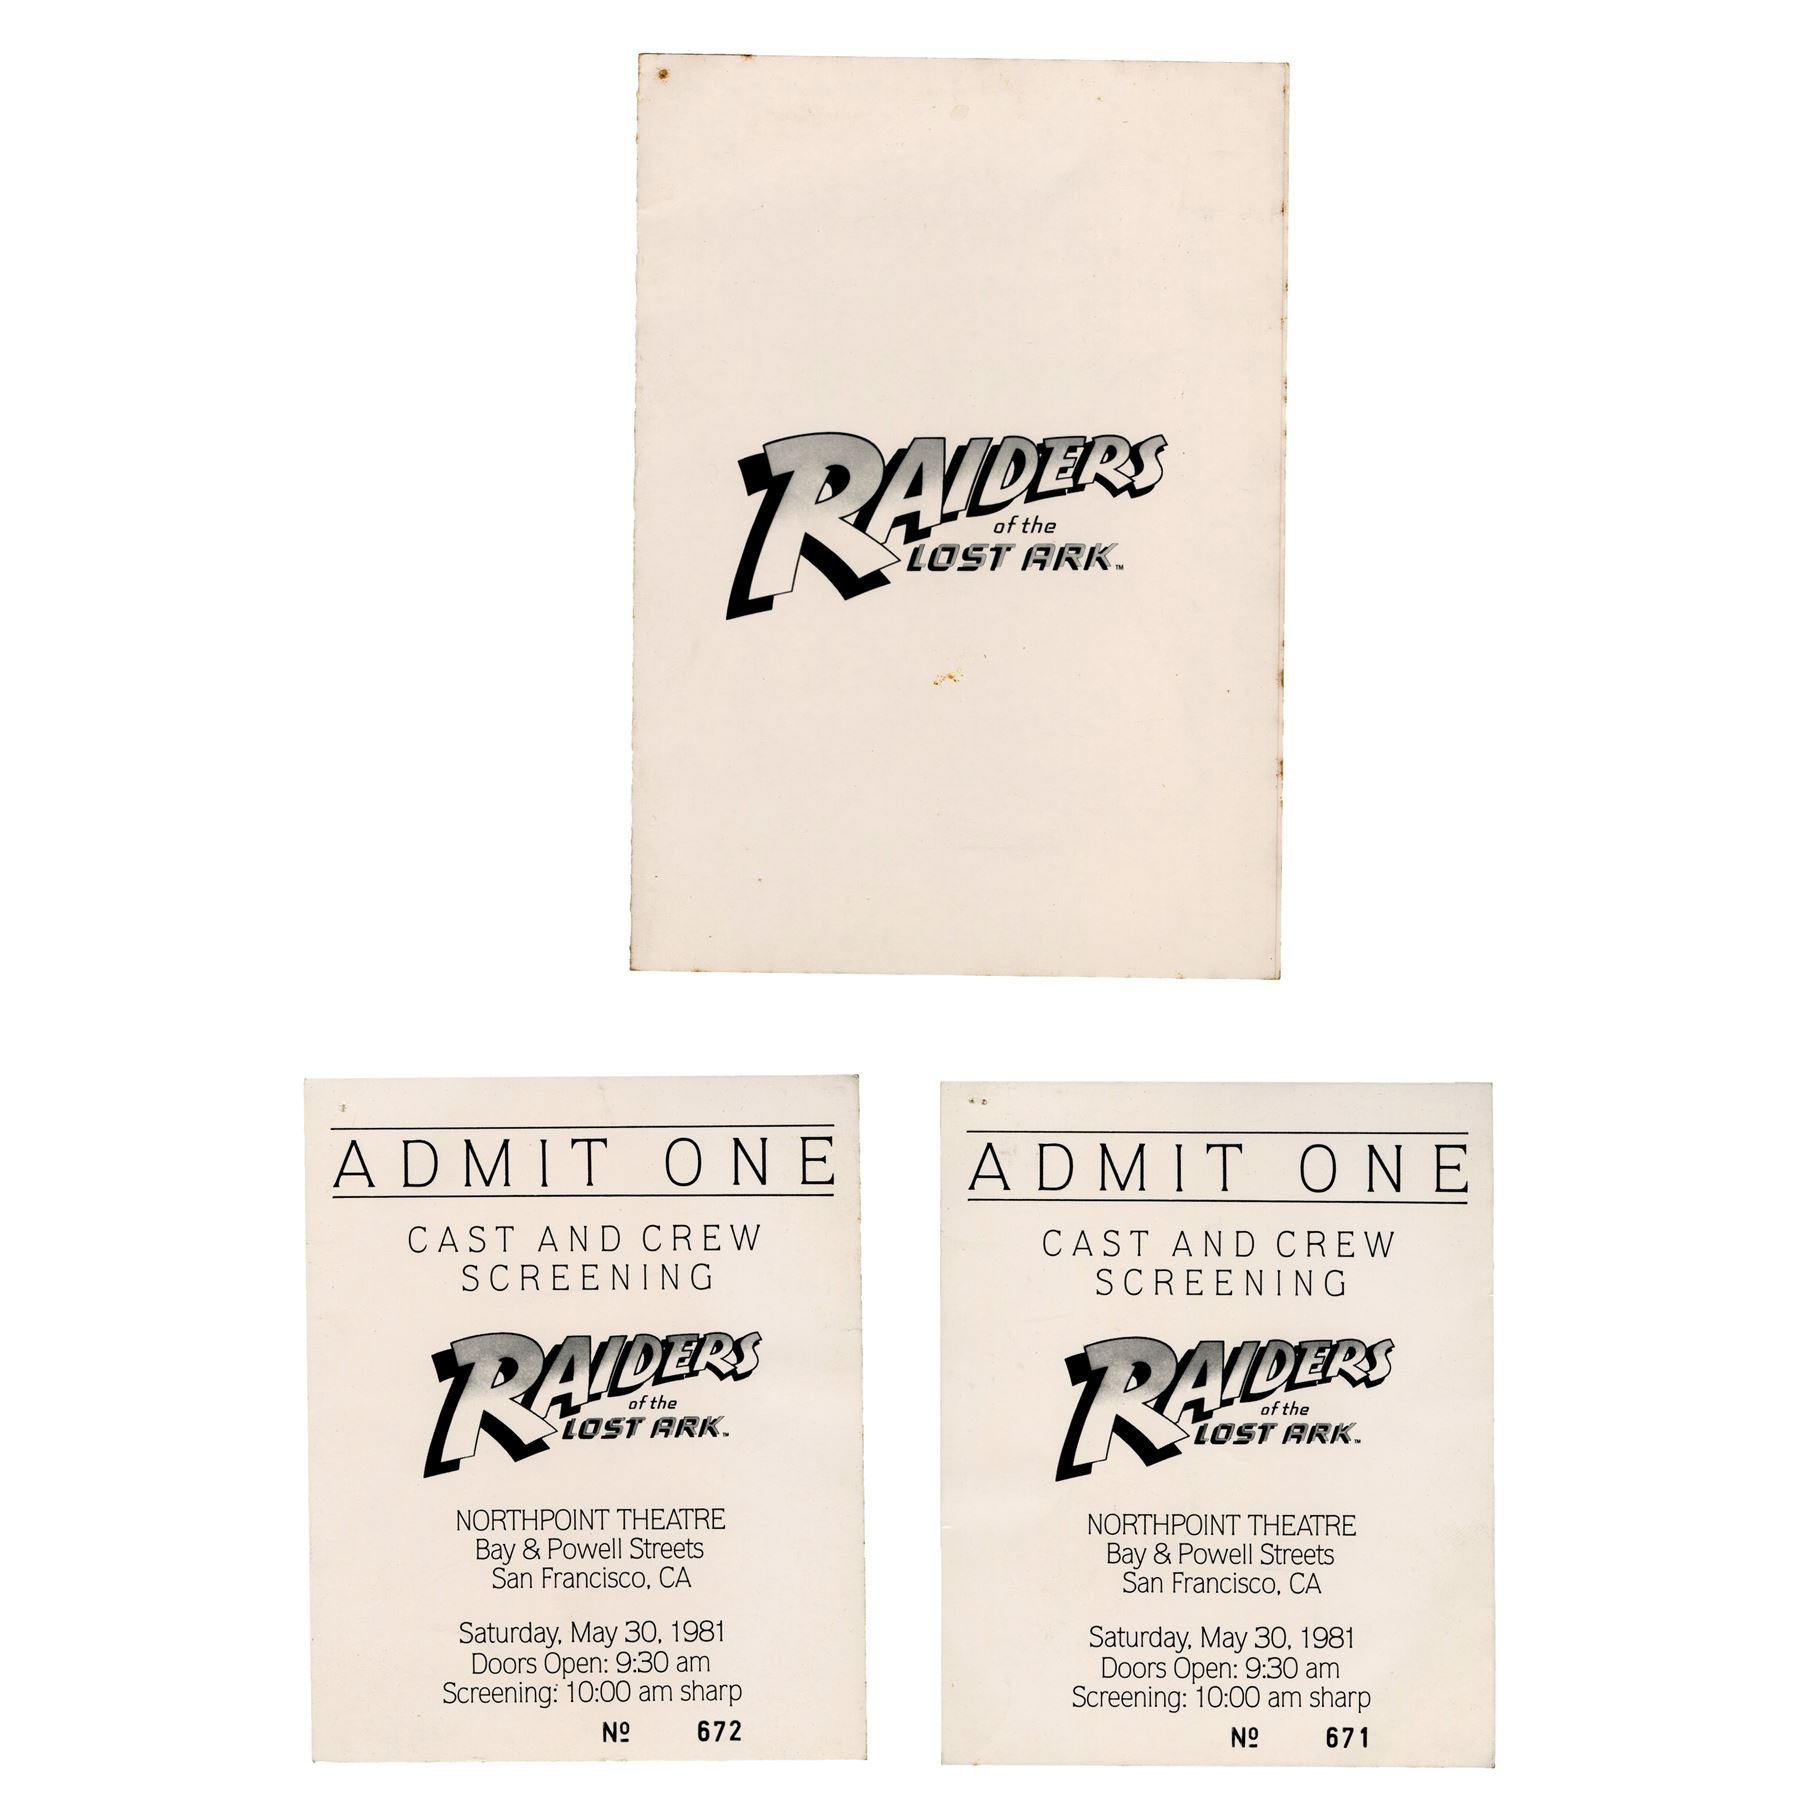 RAIDERS
of the
LOST ARK™
ADMIT ONE
CAST AND CREW
SCREENING
RAIDERS
of the
LOST ARK™
NORTHPOINT THEATRE
Bay & Powell Streets
San Francisco, CA
Saturday, May 30, 1981
Doors Open: 9:30 am
Screening: 10:00 am sharp
Nº 672
ADMIT ONE
CAST AND CREW
SCREENING
RAIDERS
of the
LOST ARK™
NORTHPOINT THEATRE
Bay & Powell Streets
San Francisco, CA
Saturday, May 30, 1981
Doors Open: 9:30 am
Screening: 10:00 am sharp
Nº 671